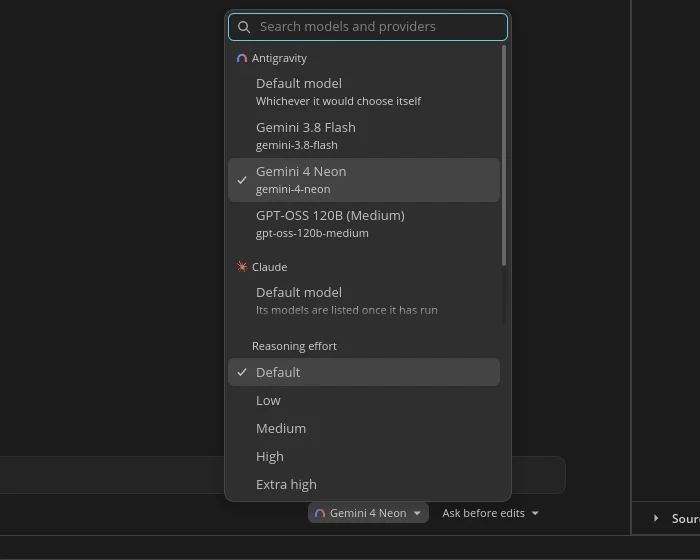 Search models and providers
Antigravity
Default model
Whichever it would choose itself
Gemini 3.8 Flash
gemini-3.8-flash
Gemini 4 Neon
gemini-4-neon
GPT-OSS 120B (Medium)
gpt-oss-120b-medium
Claude
Default model
Its models are listed once it has run
Reasoning effort
Default
Low
Medium
High
Extra high
Gemini 4 Neon
Ask before edits